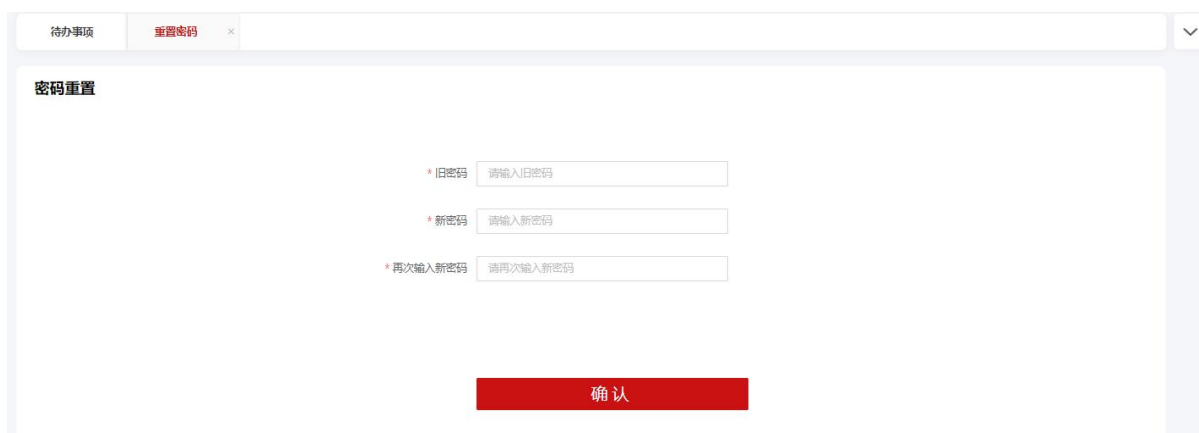 待办事项 重置密码 ×
密码重置
* 旧密码 请输入旧密码
* 新密码 请输入新密码
* 再次输入新密码 请再次输入新密码
确认